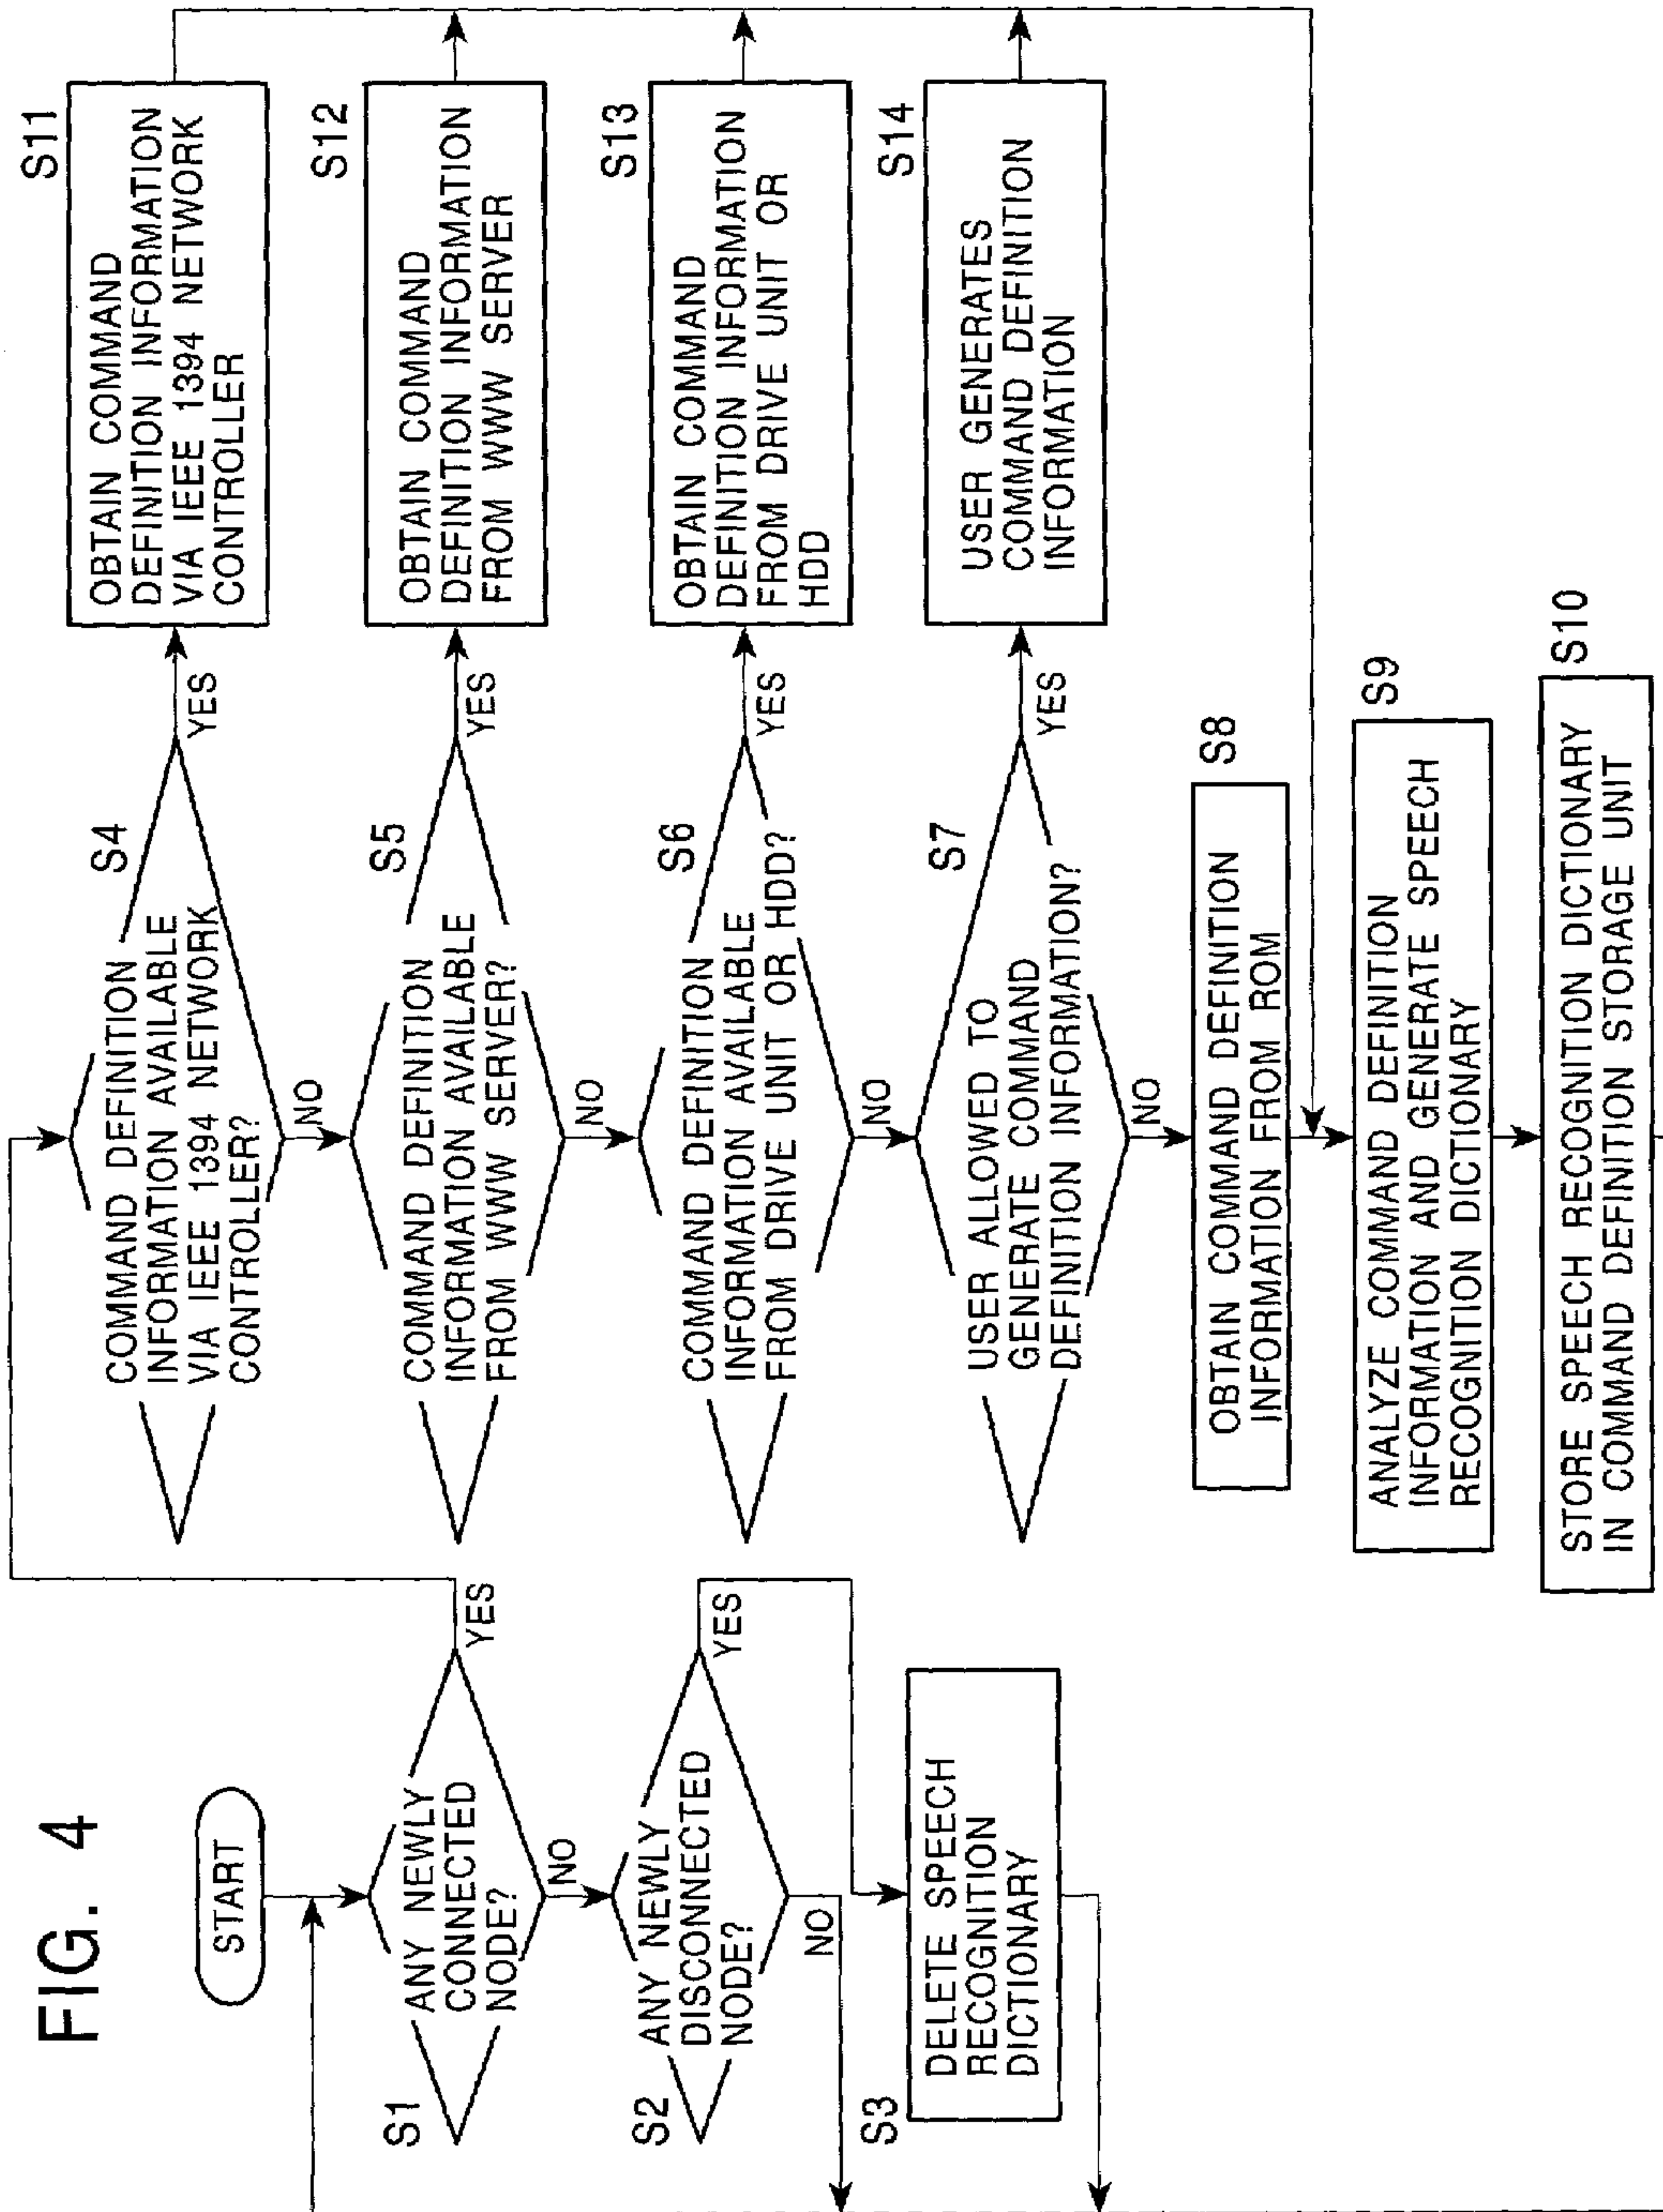 FIG. 4
START
S1
ANY NEWLY
CONNECTED
NODE?
YES
NO
S2
ANY NEWLY
DISCONNECTED
NODE?
YES
NO
S3
DELETE SPEECH
RECOGNITION
DICTIONARY
S4
COMMAND DEFINITION
INFORMATION AVAILABLE
VIA IEEE 1394 NETWORK
CONTROLLER?
YES
NO
S5
COMMAND DEFINITION
INFORMATION AVAILABLE
FROM WWW SERVER?
YES
NO
S6
COMMAND DEFINITION
INFORMATION AVAILABLE
FROM DRIVE UNIT OR HDD?
YES
NO
S7
USER ALLOWED TO
GENERATE COMMAND
DEFINITION INFORMATION?
YES
NO
S8
OBTAIN COMMAND DEFINITION
INFORMATION FROM ROM
S9
ANALYZE COMMAND DEFINITION
INFORMATION AND GENERATE SPEECH
RECOGNITION DICTIONARY
S10
STORE SPEECH RECOGNITION DICTIONARY
IN COMMAND DEFINITION STORAGE UNIT
S11
OBTAIN COMMAND
DEFINITION INFORMATION
VIA IEEE 1394 NETWORK
CONTROLLER
S12
OBTAIN COMMAND
DEFINITION INFORMATION
FROM WWW SERVER
S13
OBTAIN COMMAND
DEFINITION INFORMATION
FROM DRIVE UNIT OR
HDD
S14
USER GENERATES
COMMAND DEFINITION
INFORMATION